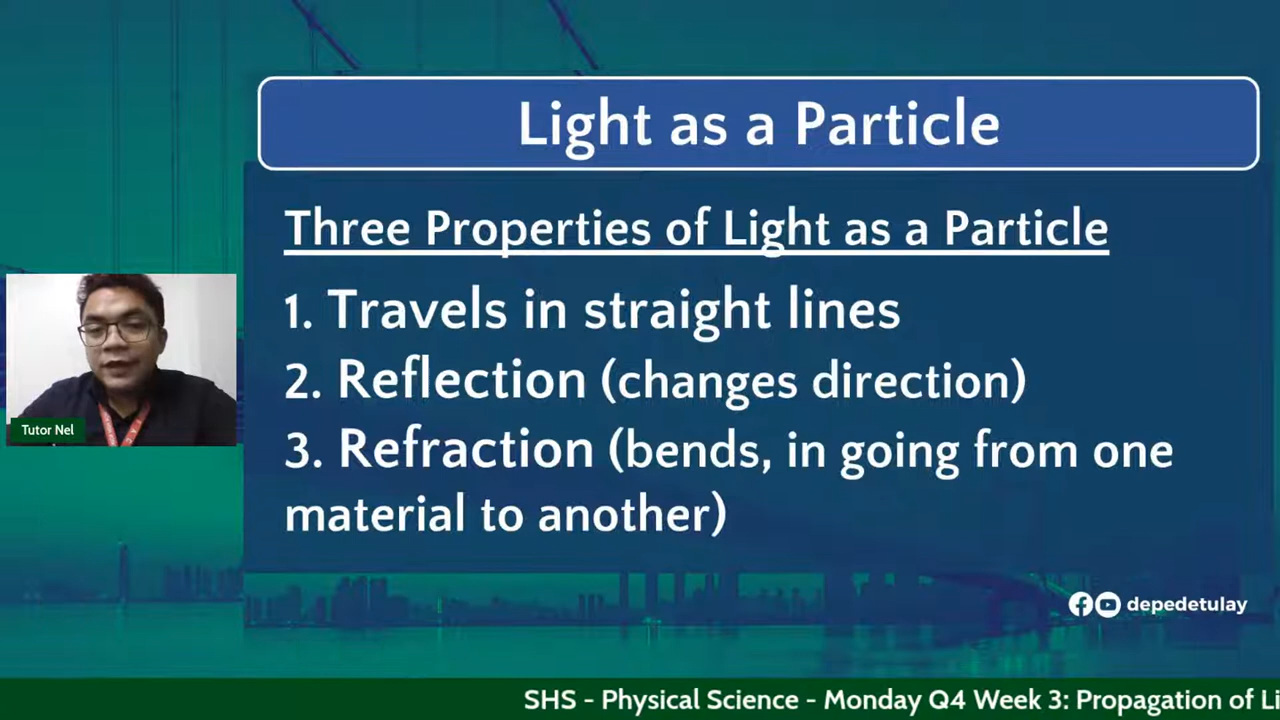 Light as a Particle
Three Properties of Light as a Particle
1. Travels in straight lines
2. Reflection (changes direction)
3. Refraction (bends, in going from one
material to another)
Tutor Nel
depedetulay
SHS - Physical Science - Monday Q4 Week 3: Propagation of Li